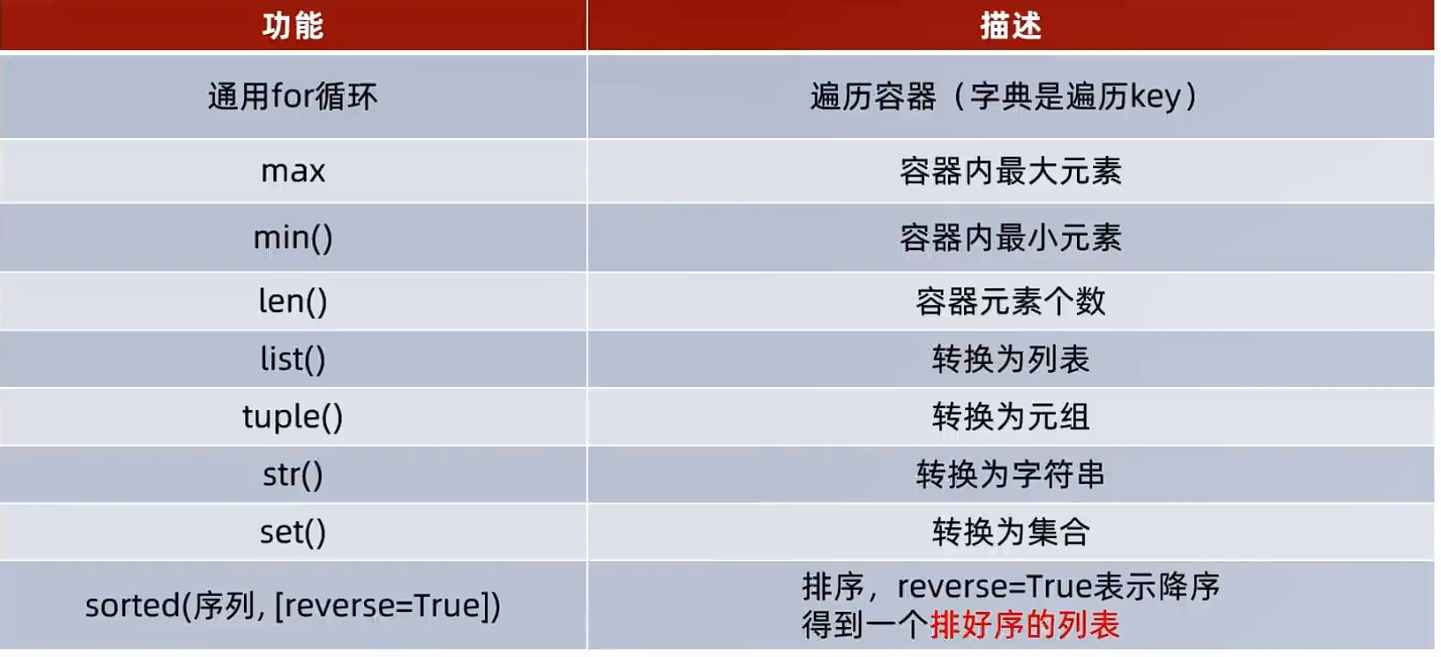 功能
描述
通用for循环
遍历容器（字典是遍历key）
max
容器内最大元素
min()
容器内最小元素
len()
容器元素个数
list()
转换为列表
tuple()
转换为元组
str()
转换为字符串
set()
转换为集合
sorted(序列, [reverse=True])
排序，reverse=True表示降序
得到一个排好序的列表